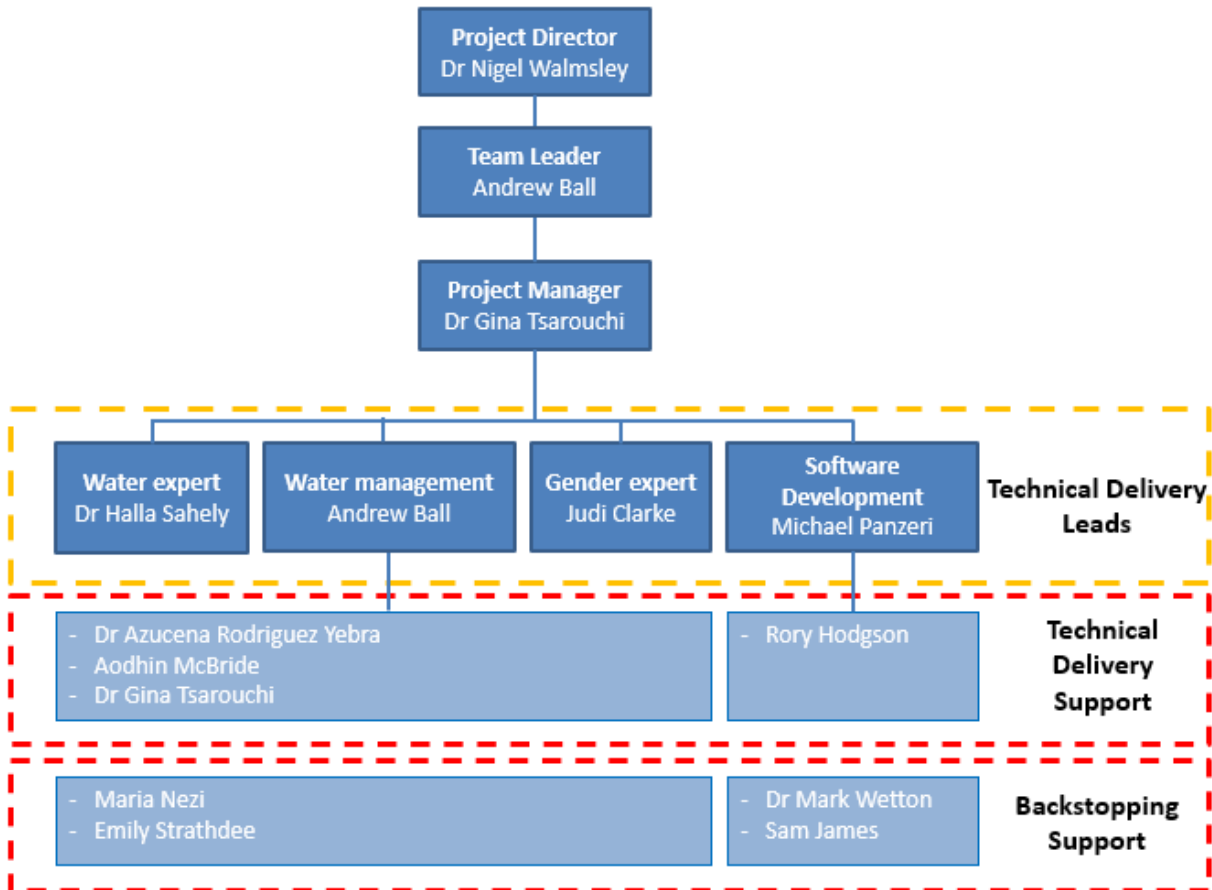 Project Director
Dr Nigel Walmsley
Team Leader
Andrew Ball
Project Manager
Dr Gina Tsarouchi
Water expert
Dr Halla Sahely
Water management
Andrew Ball
Gender expert
Judi Clarke
Software
Development
Michael Panzeri
Technical Delivery
Leads
- Dr Azucena Rodriguez Yebra
- Aodhin McBride
- Dr Gina Tsarouchi
- Rory Hodgson
Technical
Delivery
Support
- Maria Nezi
- Emily Strathdee
- Dr Mark Wetton
- Sam James
Backstopping
Support